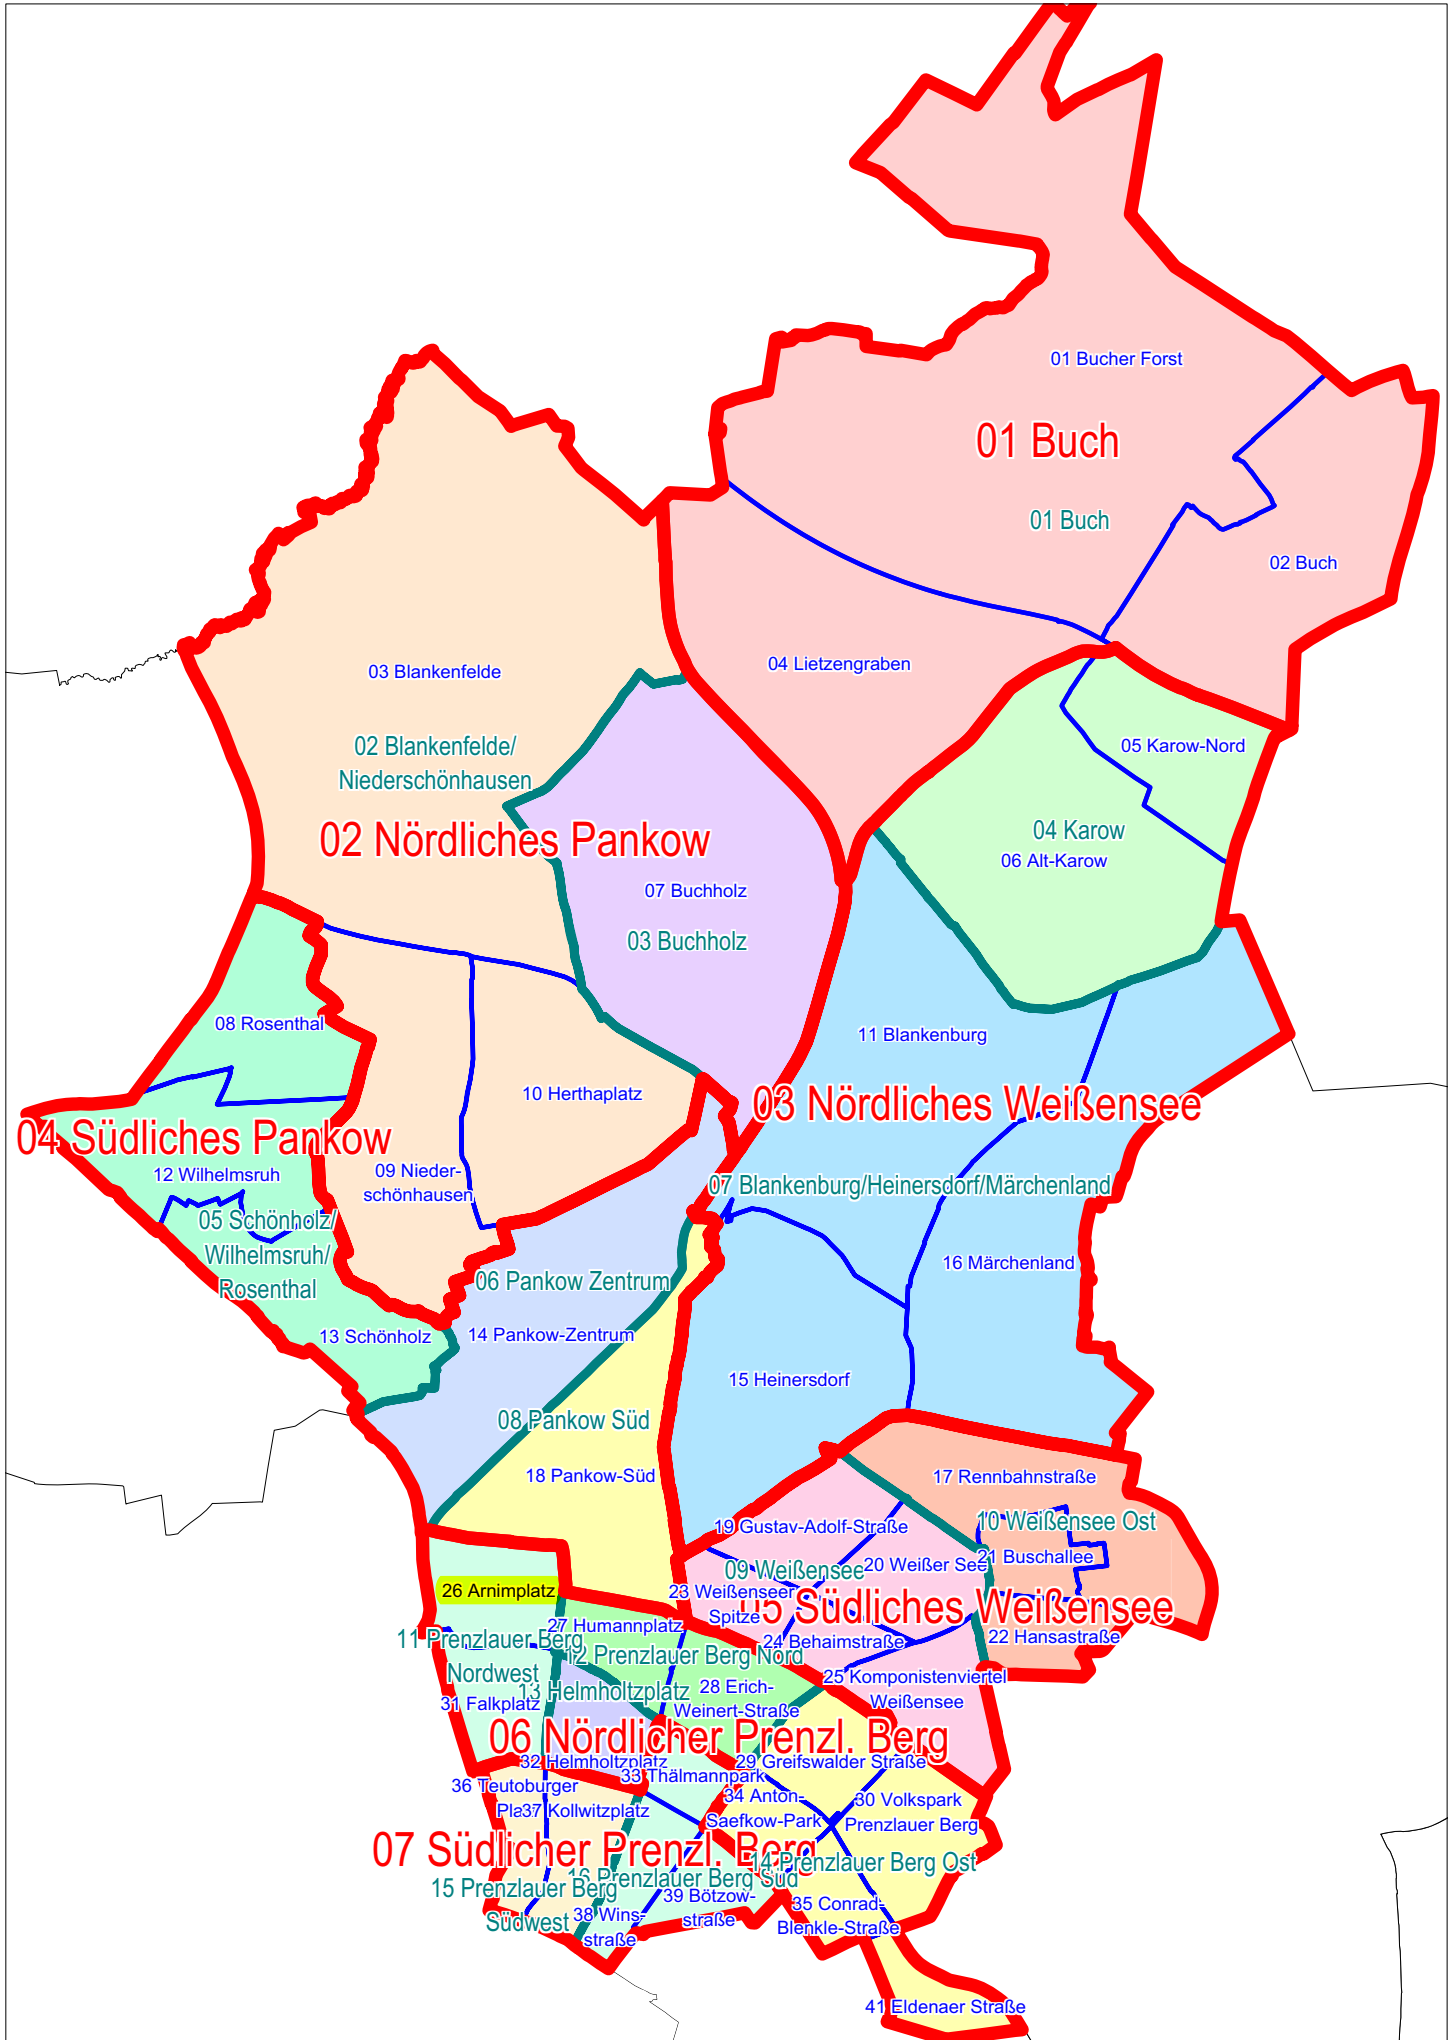 01 Bucher Forst
01 Buch
01 Buch
02 Buch
04 Lietzengraben
03 Blankenfelde
02 Blankenfelde/
Niederschönhausen
05 Karow-Nord
02 Nördliches Pankow
04 Karow
06 Alt-Karow
07 Buchholz
03 Buchholz
08 Rosenthal
11 Blankenburg
10 Herthaplatz
03 Nördliches Weißensee
04 Südliches Pankow
12 Wilhelmsruh
09 Nieder-
schönhausen
07 Blankenburg/Heinersdorf/Märchenland
05 Schönholz/
Wilhelmsruh/
Rosenthal
06 Pankow Zentrum
16 Märchenland
13 Schönholz
14 Pankow-Zentrum
15 Heinersdorf
08 Pankow Süd
18 Pankow-Süd
17 Rennbahnstraße
19 Gustav-Adolf-Straße
10 Weißensee Ost
20 Weißer See
21 Buschallee
09 Weißensee
26 Arnimplatz
23 Weißenseer
Spitze
05 Südliches Weißensee
27 Humannplatz
24 Behaimstraße
22 Hansastraße
11 Prenzlauer Berg
Nordwest
12 Prenzlauer Berg Nord
25 Komponistenviertel
Weißensee
13 Helmholtzplatz
28 Erich-
Weinert-Straße
31 Falkplatz
06 Nördlicher Prenzl. Berg
32 Helmholtzplatz
29 Greifswalder Straße
33 Thälmannpark
36 Teutoburger
Platz
37 Kollwitzplatz
34 Anton-
Saefkow-Park
30 Volkspark
Prenzlauer Berg
07 Südlicher Prenzl. Berg
14 Prenzlauer Berg Ost
16 Prenzlauer Berg Süd
15 Prenzlauer Berg
Südwest
39 Bötzow-
straße
38 Wins-
straße
35 Conrad-
Blenkle-Straße
41 Eldenaer Straße